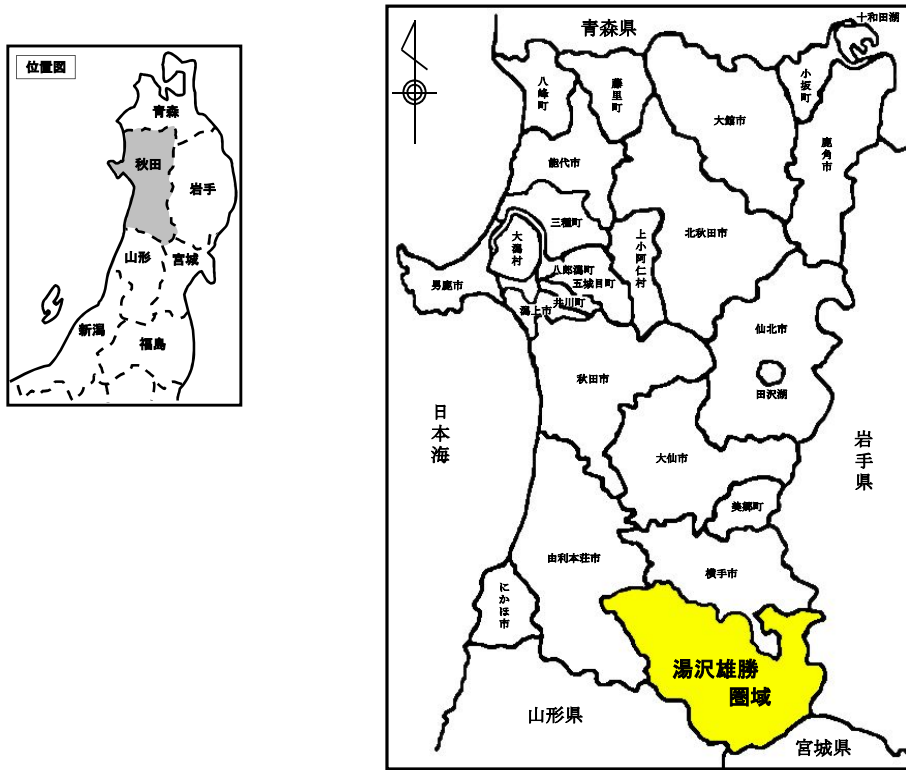 位置図
青森
秋田
岩手
山形
宮城
新潟
福島
青森県
十和田湖
八峰町
藤里町
大館市
小坂町
鹿角市
能代市
三種町
大潟村
上小阿仁村
北秋田市
八郎潟町
五城目町
男鹿市
井川町
潟上市
仙北市
秋田市
田沢湖
日本海
岩手県
大仙市
美郷町
由利本荘市
横手市
にかほ市
湯沢雄勝
圏域
山形県
宮城県